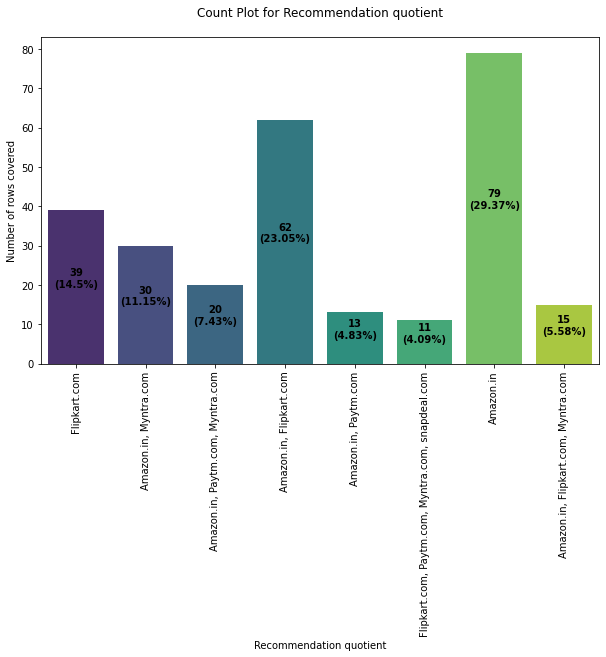 Count Plot for Recommendation quotient
Number of rows covered
80
70
60
50
40
30
20
10
0
39
(14.5%)
30
(11.15%)
20
(7.43%)
62
(23.05%)
13
(4.83%)
11
(4.09%)
79
(29.37%)
15
(5.58%)
Flipkart.com
Amazon.in, Myntra.com
Amazon.in, Paytm.com, Myntra.com
Amazon.in, Flipkart.com
Amazon.in, Paytm.com
Flipkart.com, Paytm.com, Myntra.com, snapdeal.com
Amazon.in
Amazon.in, Flipkart.com, Myntra.com
Recommendation quotient